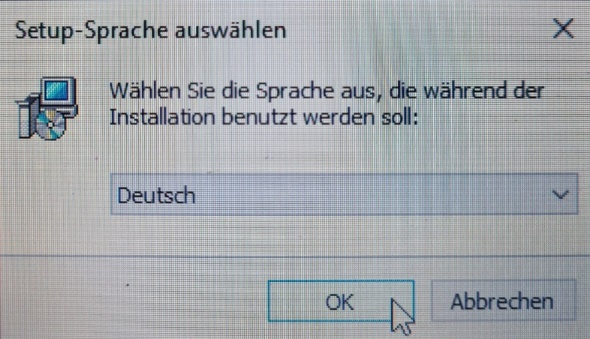 Setup-Sprache auswählen
Wählen Sie die Sprache aus, die während der
Installation benutzt werden soll:
Deutsch
OK
Abbrechen